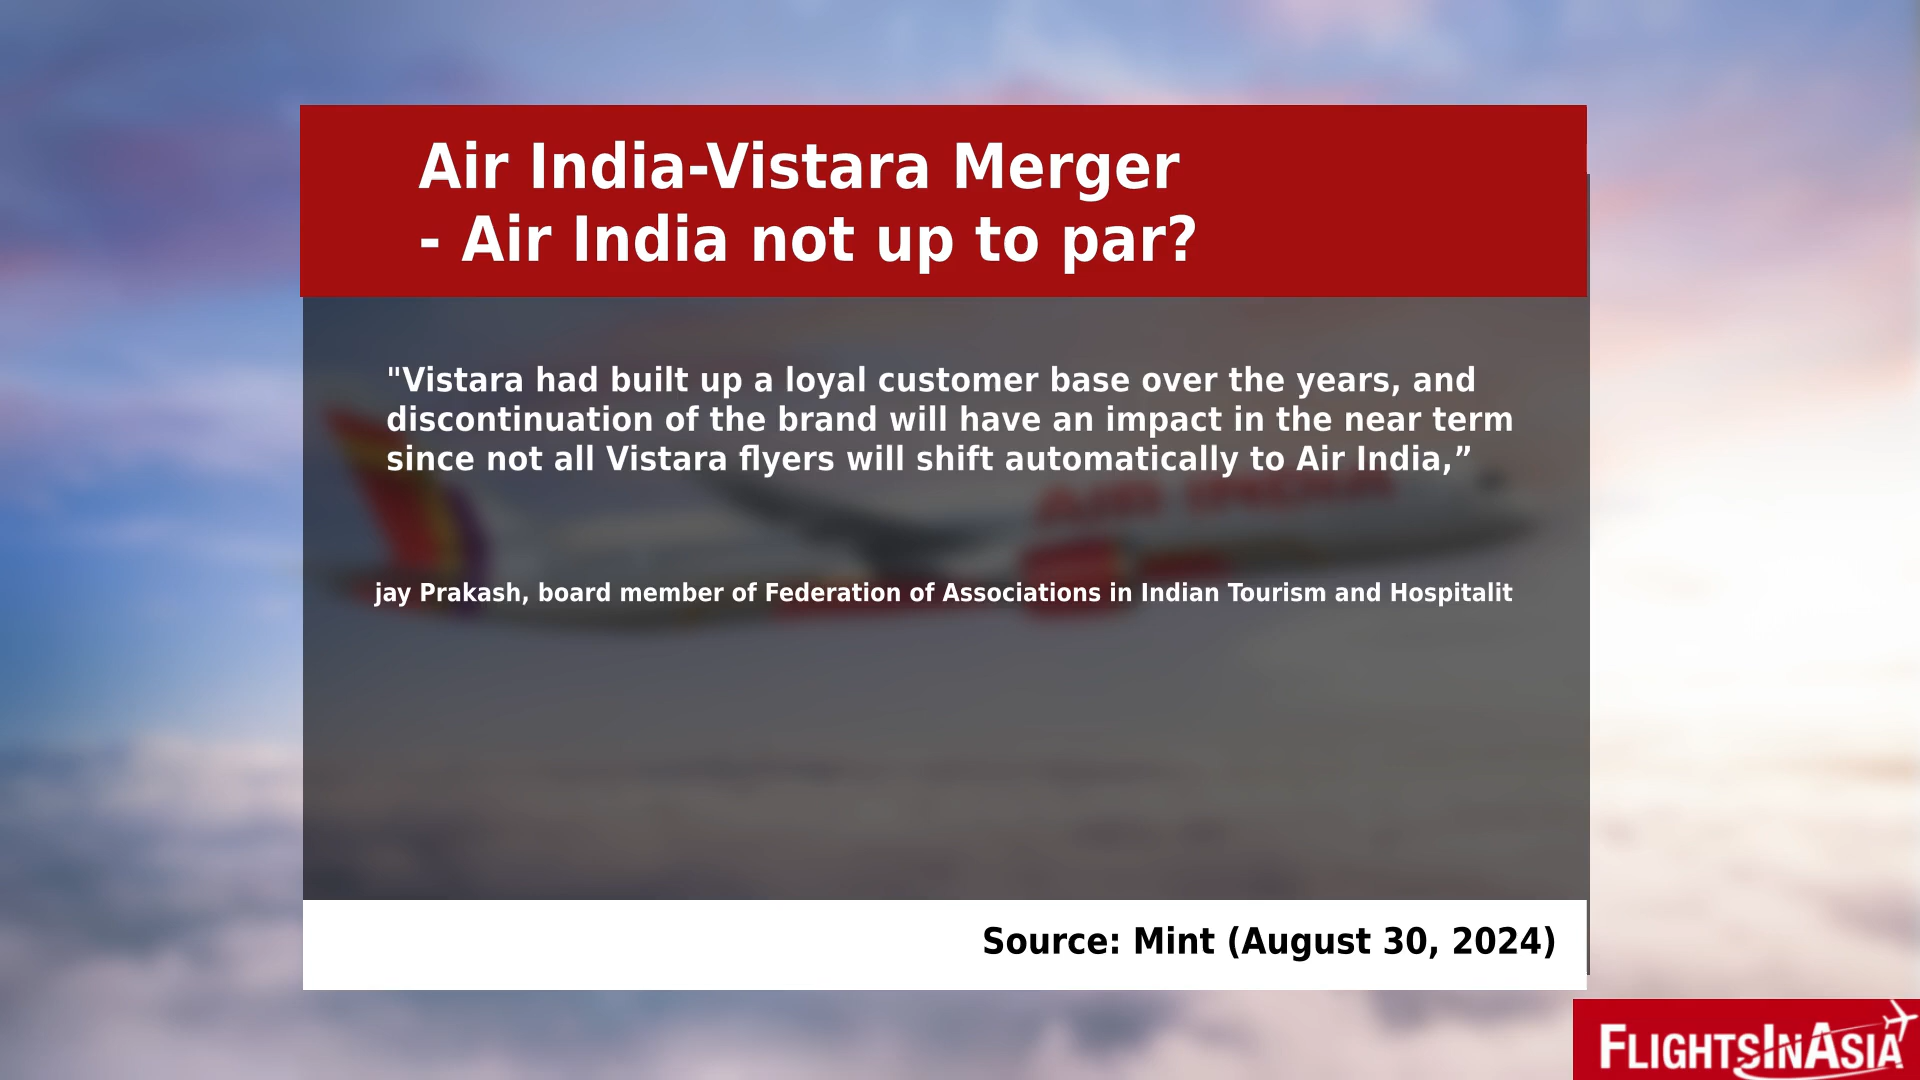 Air India-Vistara Merger
- Air India not up to par?
"Vistara had built up a loyal customer base over the years, and
discontinuation of the brand will have an impact in the near term
since not all Vistara flyers will shift automatically to Air India,”
AIR INDIA
jay Prakash, board member of Federation of Associations in Indian Tourism and Hospitalit
Source: Mint (August 30, 2024)
FLIGHTSINASIA